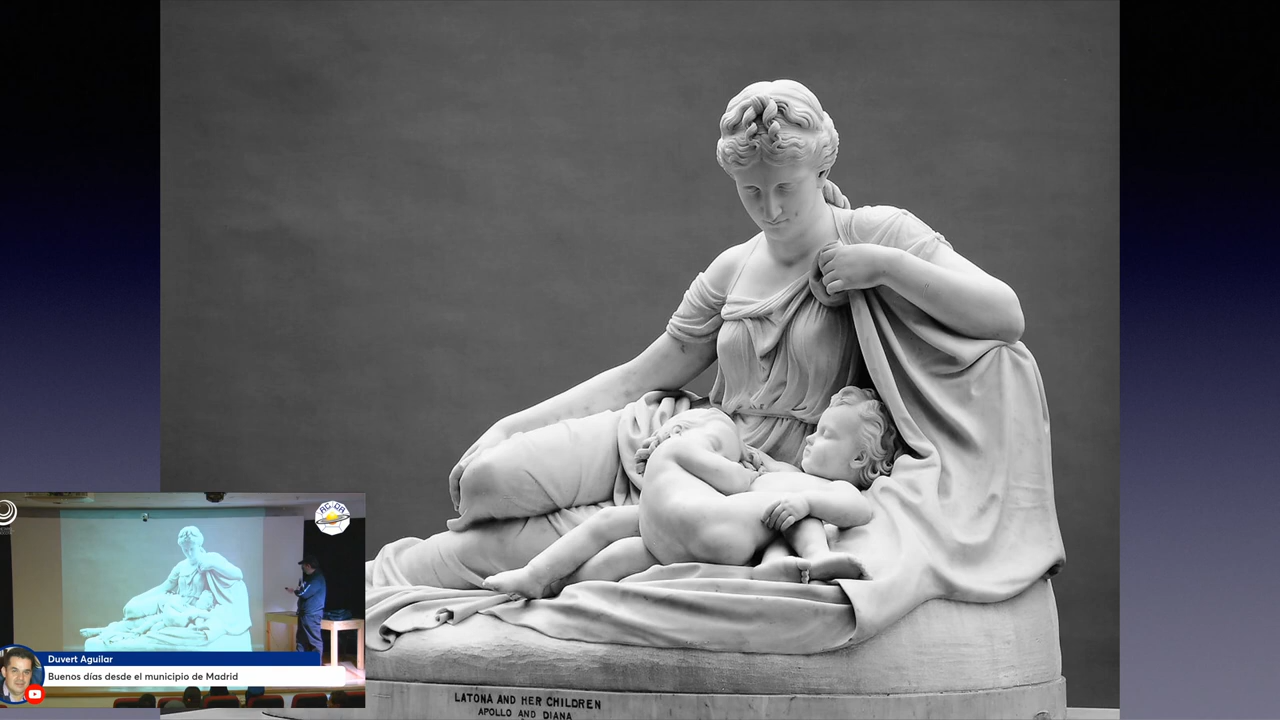 LATONA AND HER CHILDREN
APOLLO AND DIANA
Duvert Aguilar
Buenos días desde el municipio de Madrid